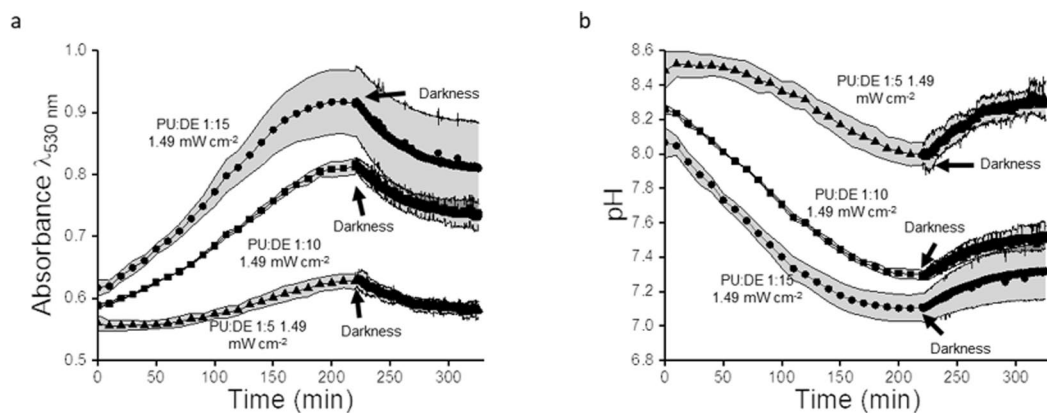 a
1.0
0.9
0.8
0.7
0.6
0.5
Absorbance λ530 nm
PU:DE 1:15
1.49 mW cm-2
Darkness
PU:DE 1:10
1.49 mW cm-2
Darkness
PU:DE 1:5 1.49
mW cm-2
Darkness
0 50 100 150 200 250 300
Time (min)
b
8.6
8.4
8.2
8.0
7.8
7.6
7.4
7.2
7.0
6.8
pH
PU:DE 1:5 1.49
mW cm-2
Darkness
PU:DE 1:10
1.49 mW cm-2
Darkness
PU:DE 1:15
1.49 mW cm-2
Darkness
0 50 100 150 200 250 300
Time (min)